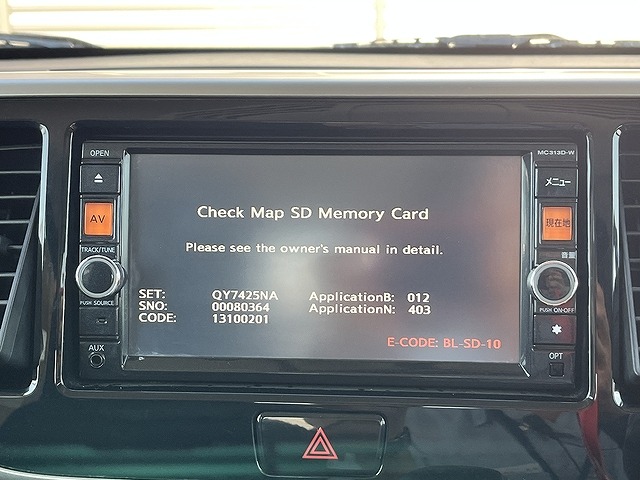 OPEN
MC313D-W
メニュー
AV
現在地
TRACK/TUNE
音量
PUSH SOURCE
PUSH ON-OFF
AUX
OPT
Check Map SD Memory Card
Please see the owner's manual in detail.
SET: QY7425NA ApplicationB: 012
SNO: 00080364 ApplicationN: 403
CODE: 13100201
E-CODE: BL-SD-10